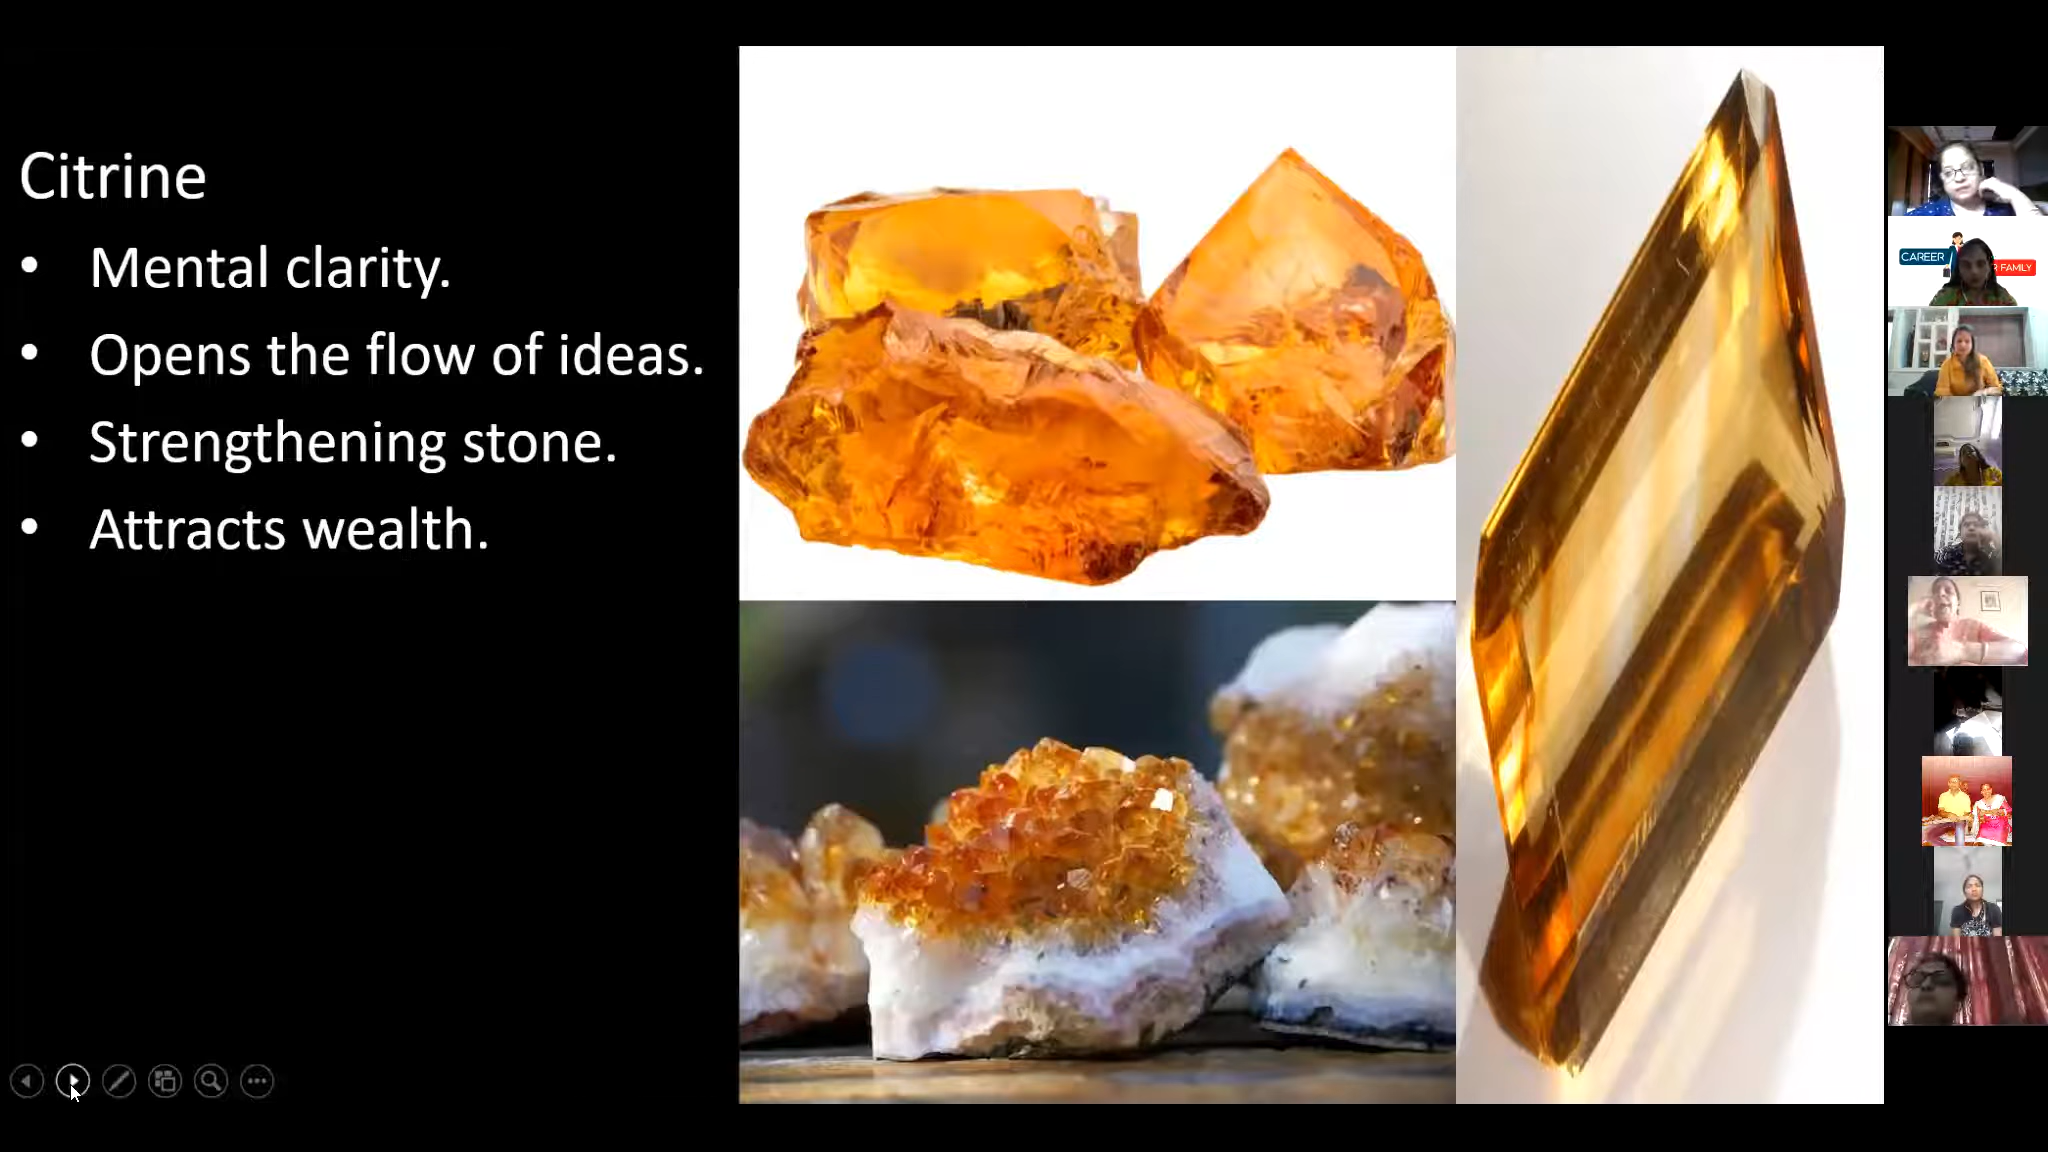 Citrine
• Mental clarity.
• Opens the flow of ideas.
• Strengthening stone.
• Attracts wealth.
CAREER
R FAMILY